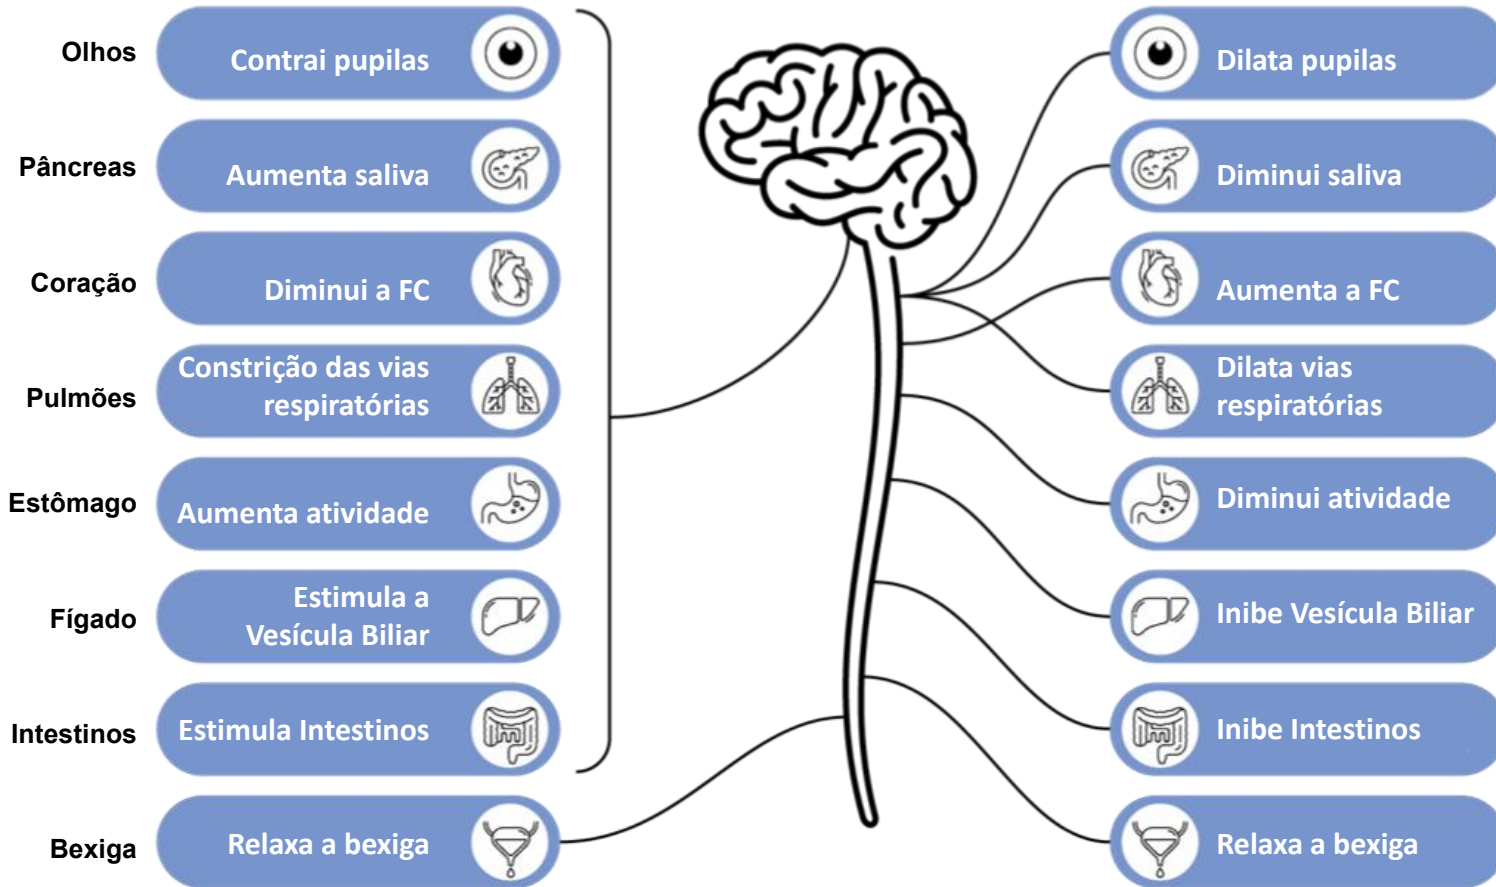 Olhos
Contrai pupilas
Dilata pupilas
Pâncreas
Aumenta saliva
Diminui saliva
Coração
Diminui a FC
Aumenta a FC
Pulmões
Constrição das vias
respiratórias
Dilata vias
respiratórias
Estômago
Aumenta atividade
Diminui atividade
Fígado
Estimula a
Vesícula Biliar
Inibe Vesícula Biliar
Intestinos
Estimula Intestinos
Inibe Intestinos
Bexiga
Relaxa a bexiga
Relaxa a bexiga